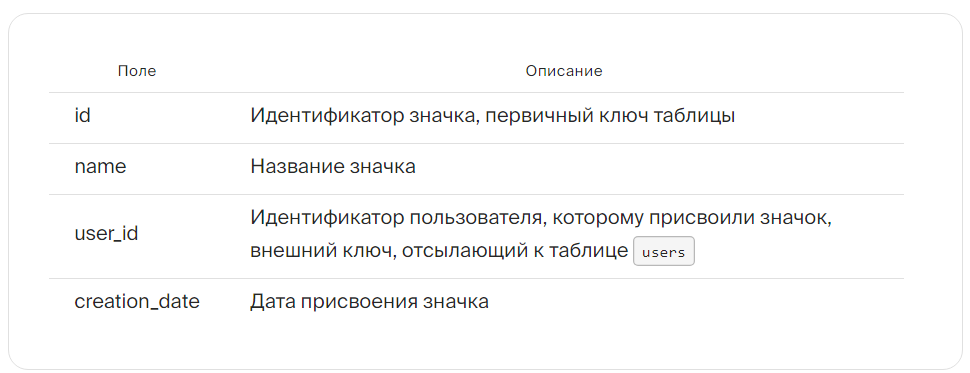 Поле Описание
id Идентификатор значка, первичный ключ таблицы
name Название значка
user_id Идентификатор пользователя, которому присвоили значок,
внешний ключ, отсылающий к таблице users
creation_date Дата присвоения значка